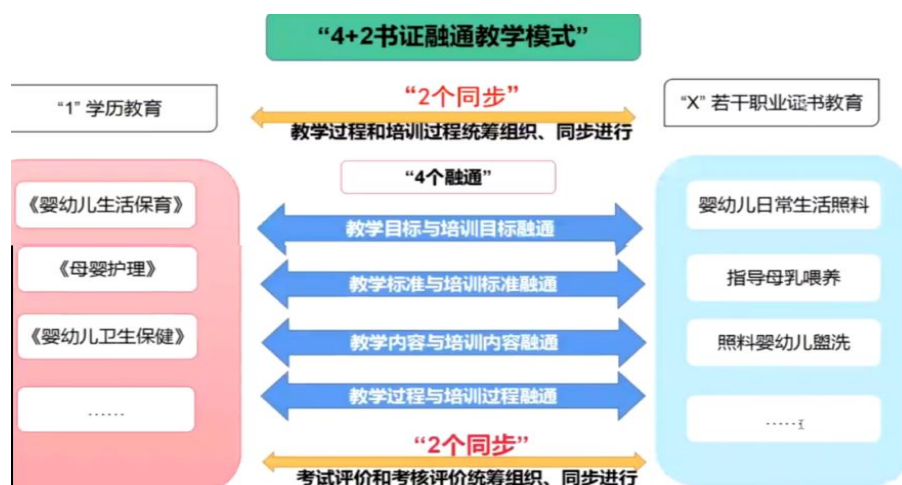 “4+2书证融通教学模式”
“1” 学历教育
“2个同步”
“X” 若干职业证书教育
教学过程和培训过程统筹组织、同步进行
“4个融通”
《婴幼儿生活保育》
教学目标与培训目标融通
婴幼儿日常生活照料
《母婴护理》
教学标准与培训标准融通
指导母乳喂养
《婴幼儿卫生保健》
教学内容与培训内容融通
照料婴幼儿盥洗
……
教学过程与培训过程融通
……
“2个同步”
考试评价和考核评价统筹组织、同步进行